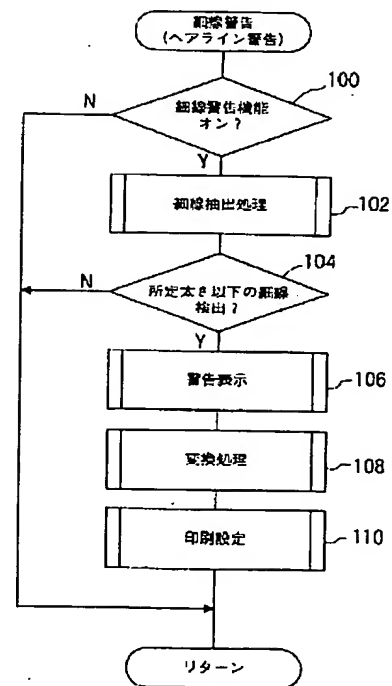 細線警告
(ヘアライン警告)
100
N
細線警告機能
オン？
Y
細線抽出処理
102
104
N
所定太さ以下の細線
検出？
Y
警告表示
106
変換処理
108
印刷設定
110
リターン